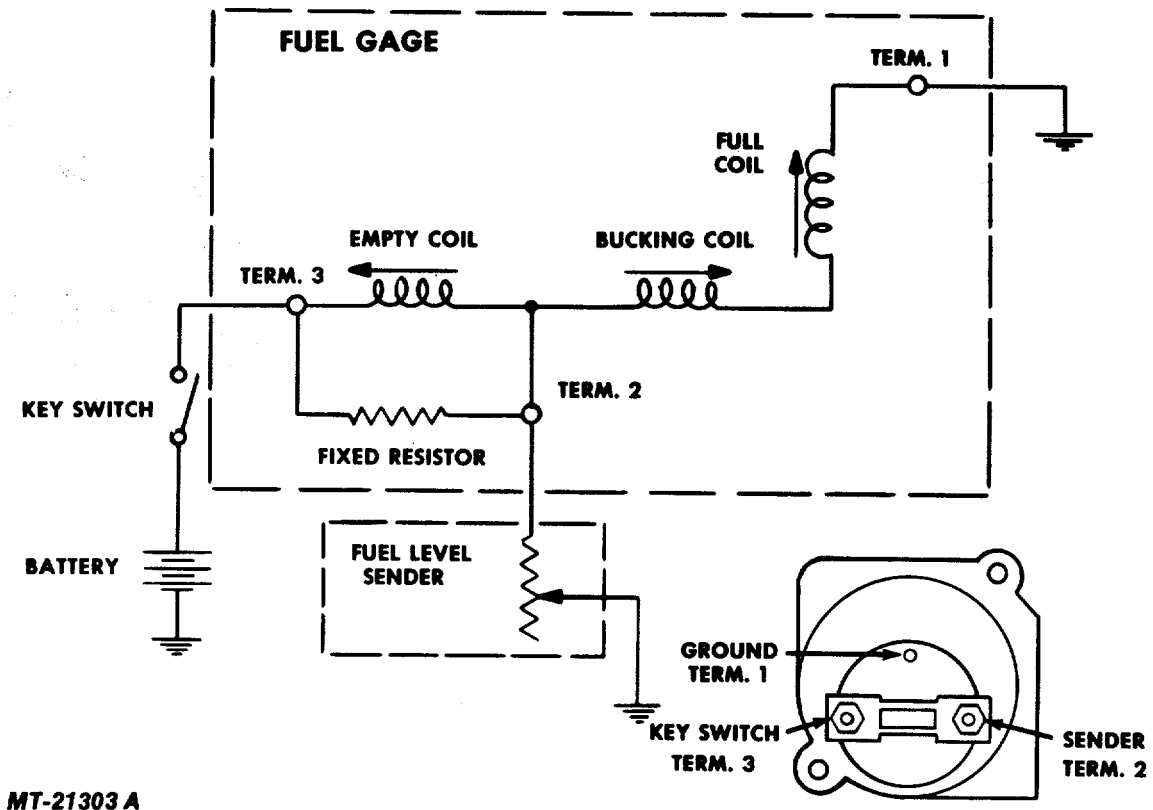 FUEL GAGE
TERM. 1
FULL
COIL
EMPTY COIL
BUCKING COIL
TERM. 3
TERM. 2
KEY SWITCH
FIXED RESISTOR
BATTERY
FUEL LEVEL
SENDER
GROUND
TERM. 1
KEY SWITCH
TERM. 3
SENDER
TERM. 2
MT-21303 A